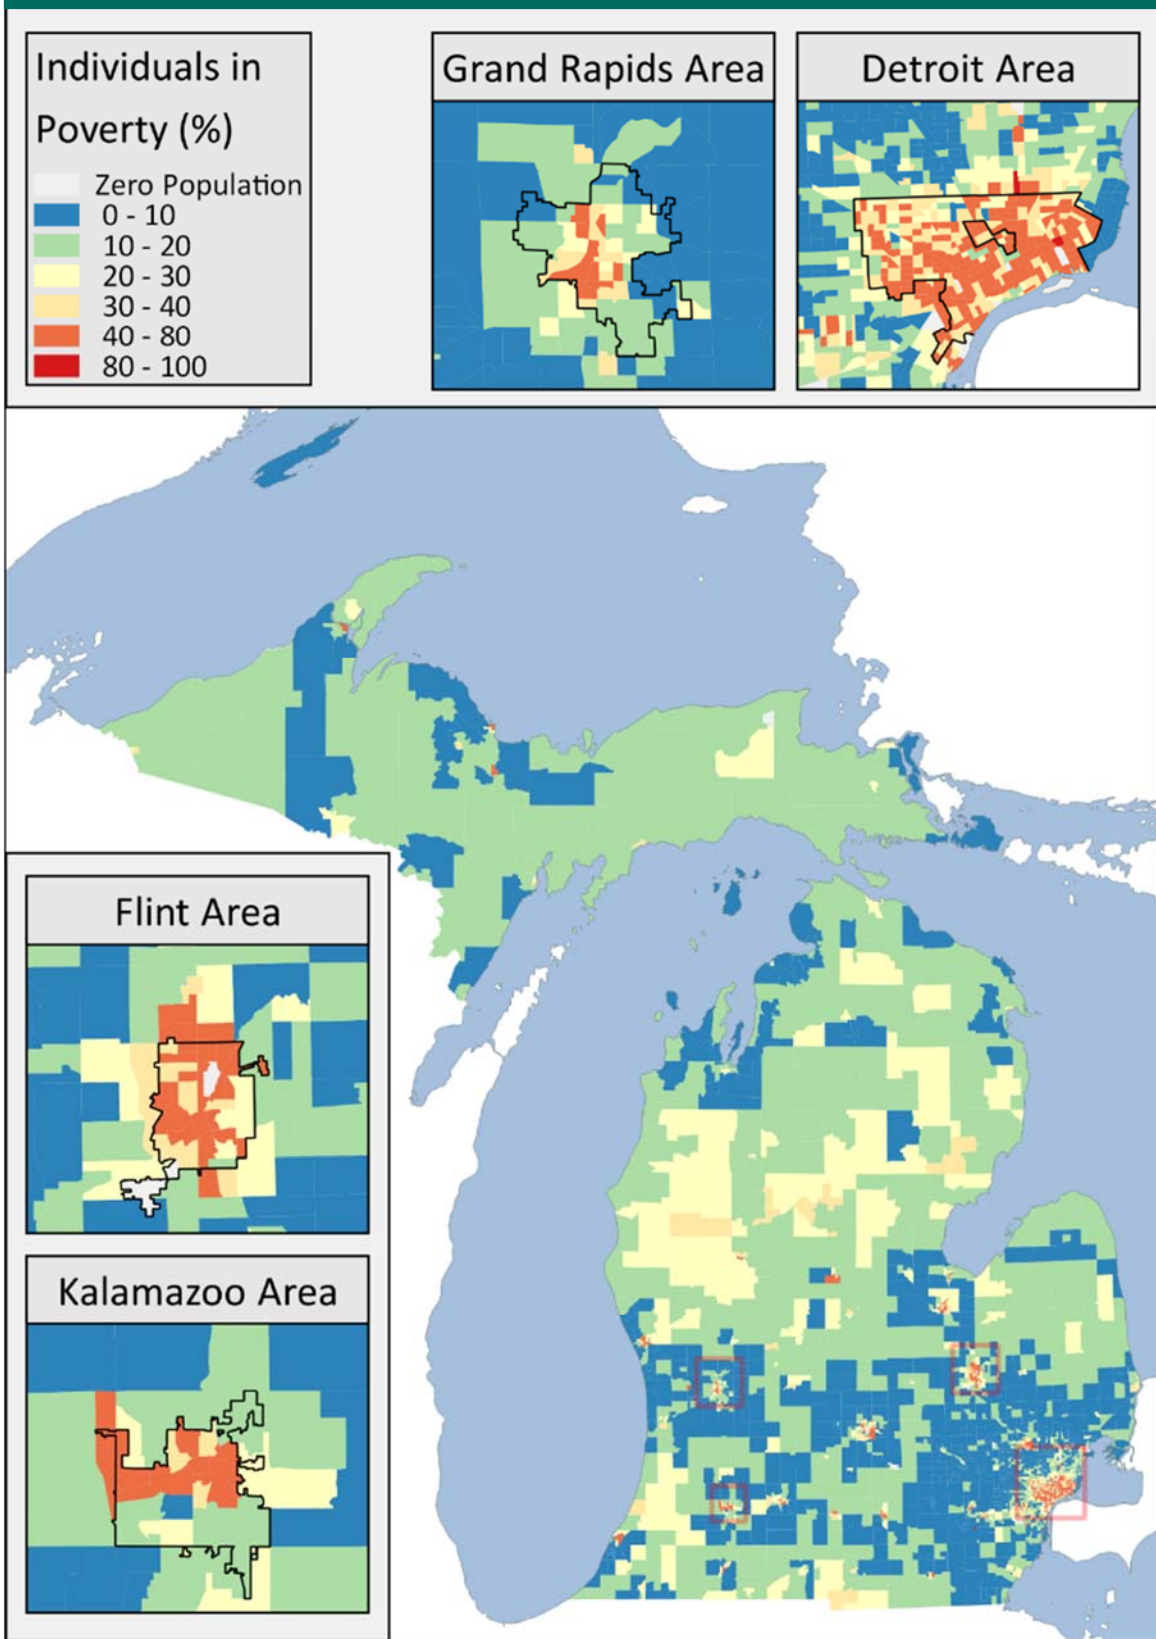 Individuals in
Poverty (%)
Zero Population
0 - 10
10 - 20
20 - 30
30 - 40
40 - 80
80 - 100
Grand Rapids Area
Detroit Area
Flint Area
Kalamazoo Area